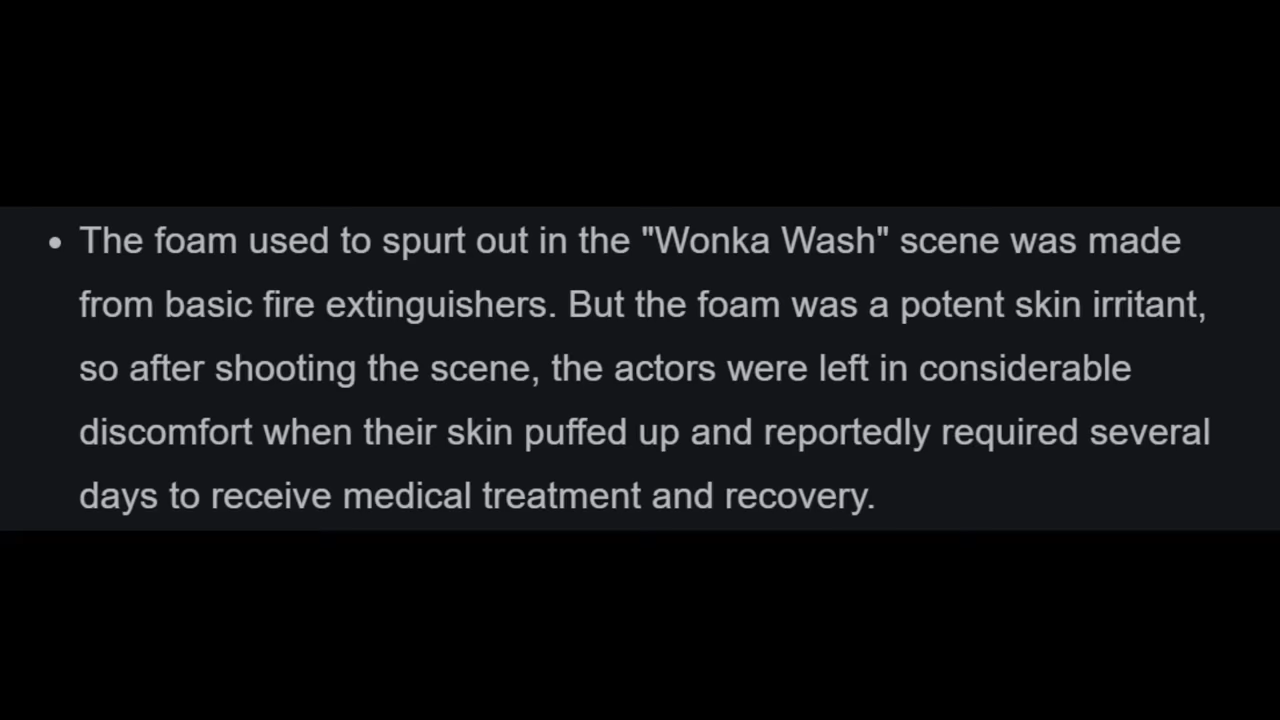 • The foam used to spurt out in the "Wonka Wash" scene was made
from basic fire extinguishers. But the foam was a potent skin irritant,
so after shooting the scene, the actors were left in considerable
discomfort when their skin puffed up and reportedly required several
days to receive medical treatment and recovery.